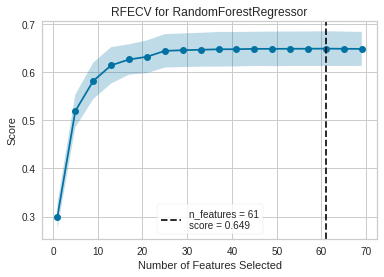 RFECV for RandomForestRegressor
0.7
0.6
0.5
0.4
0.3
Score
n_features = 61
score = 0.649
0 10 20 30 40 50 60 70
Number of Features Selected